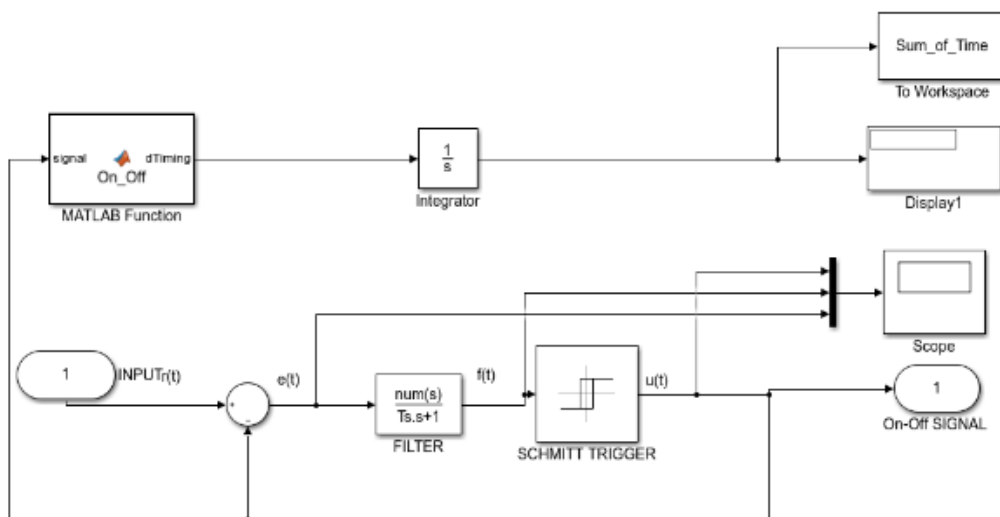 Sum_of_Time
To Workspace
signal
dTiming
On_Off
MATLAB Function
1
s
Integrator
Display1
Scope
1
INPUTr(t)
+
-
e(t)
num(s)
Ts.s+1
FILTER
f(t)
SCHMITT TRIGGER
u(t)
1
On-Off SIGNAL